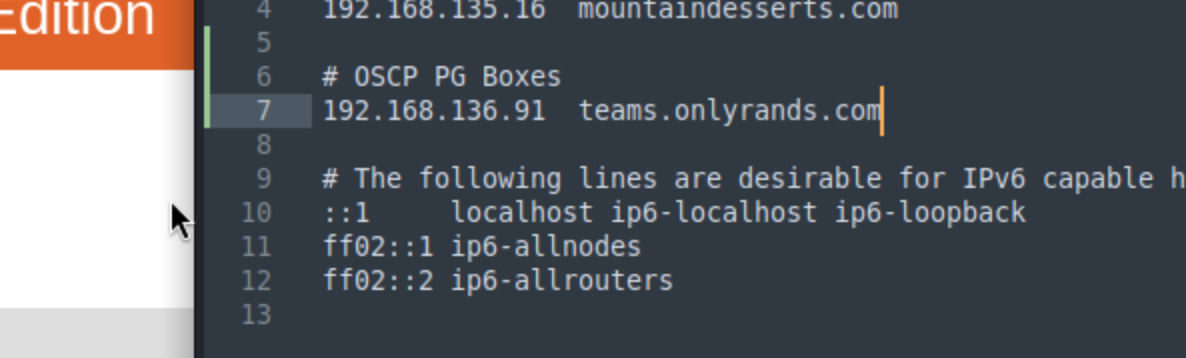 Edition
4 192.168.135.16 mountaindesserts.com
5
6 # OSCP PG Boxes
7 192.168.136.91 teams.onlyrands.com
8
9 # The following lines are desirable for IPv6 capable h
10 ::1 localhost ip6-localhost ip6-loopback
11 ff02::1 ip6-allnodes
12 ff02::2 ip6-allrouters
13